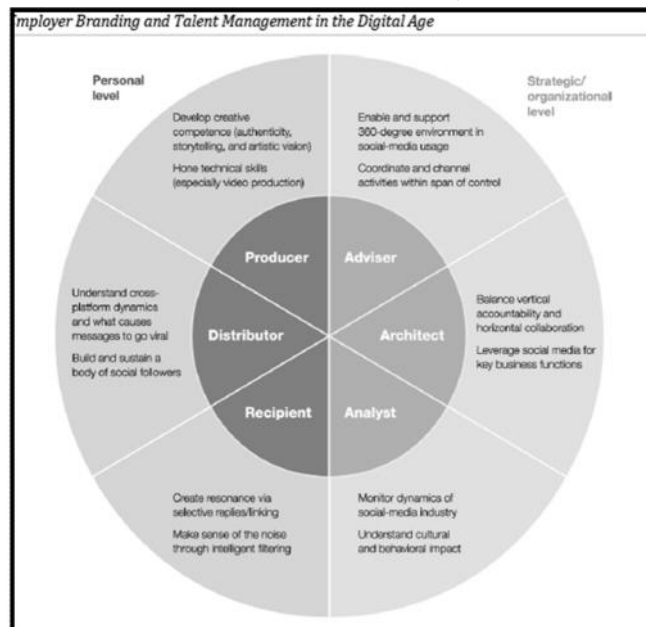 Employer Branding and Talent Management in the Digital Age
Personal
level
Strategic/
organizational
level
Develop creative
competence (authenticity,
storytelling, and artistic vision)
Hone technical skills
(especially video production)
Enable and support
360-degree environment in
social-media usage
Coordinate and channel
activities within span of control
Producer
Adviser
Understand cross-
platform dynamics
and what causes
messages to go viral
Build and sustain a
body of social followers
Distributor
Architect
Balance vertical
accountability and
horizontal collaboration
Leverage social media for
key business functions
Recipient
Analyst
Create resonance via
selective replies/linking
Make sense of the noise
through intelligent filtering
Monitor dynamics of
social-media industry
Understand cultural
and behavioral impact